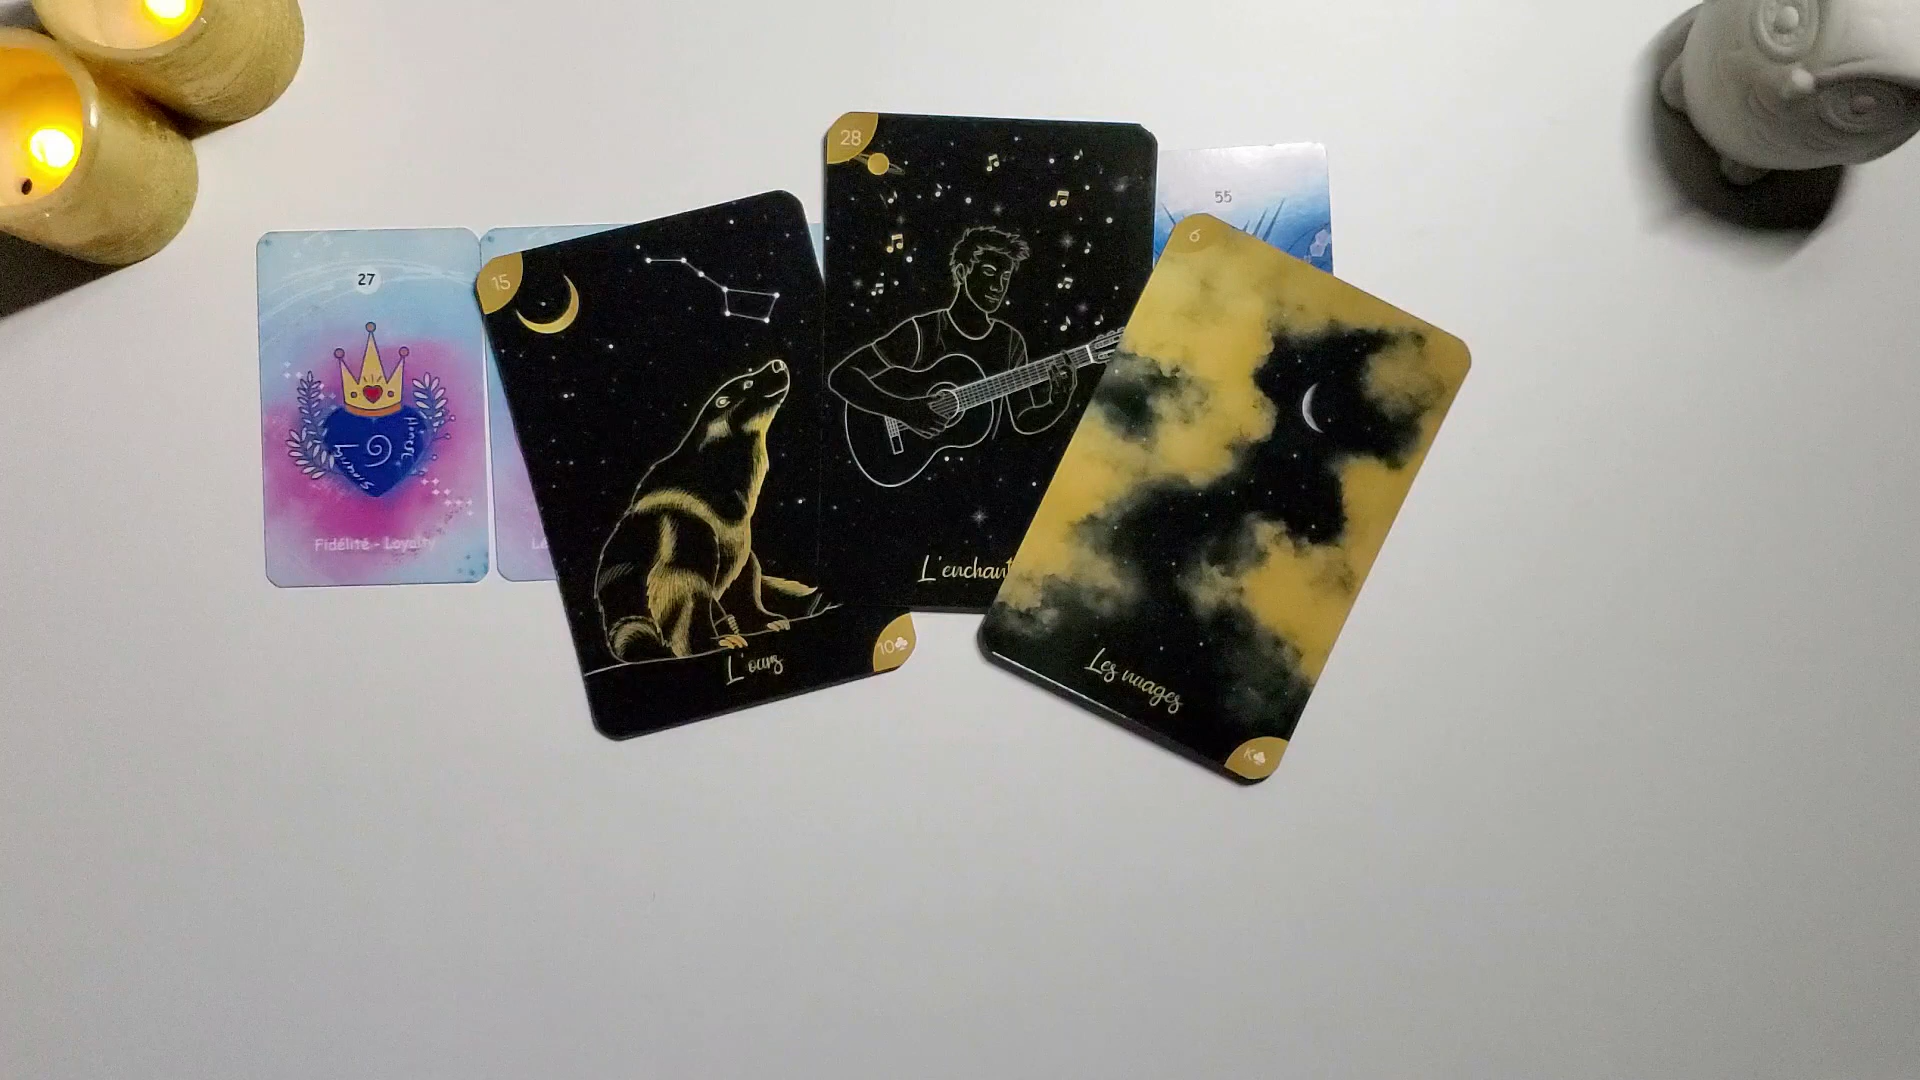 27
Fidélité - Loyalty
15
L'ours
10
28
L'enchant
55
6
Les nuages
K